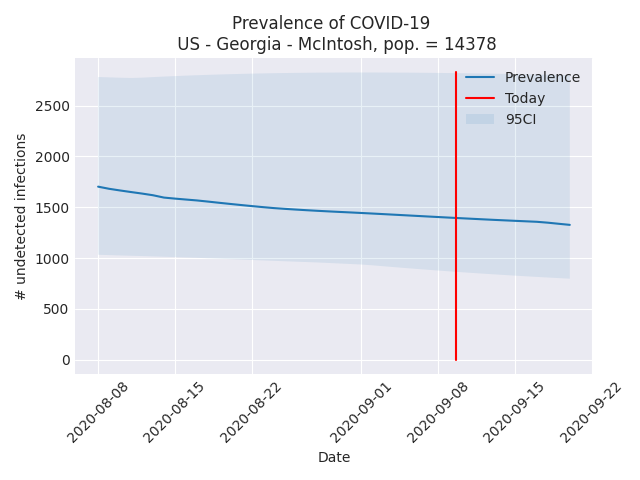 Prevalence of COVID-19
US - Georgia - McIntosh, pop. = 14378
Prevalence
Today
95CI
# undetected infections
2500
2000
1500
1000
500
0
2020-08-08
2020-08-15
2020-08-22
2020-09-01
2020-09-08
2020-09-15
2020-09-22
Date